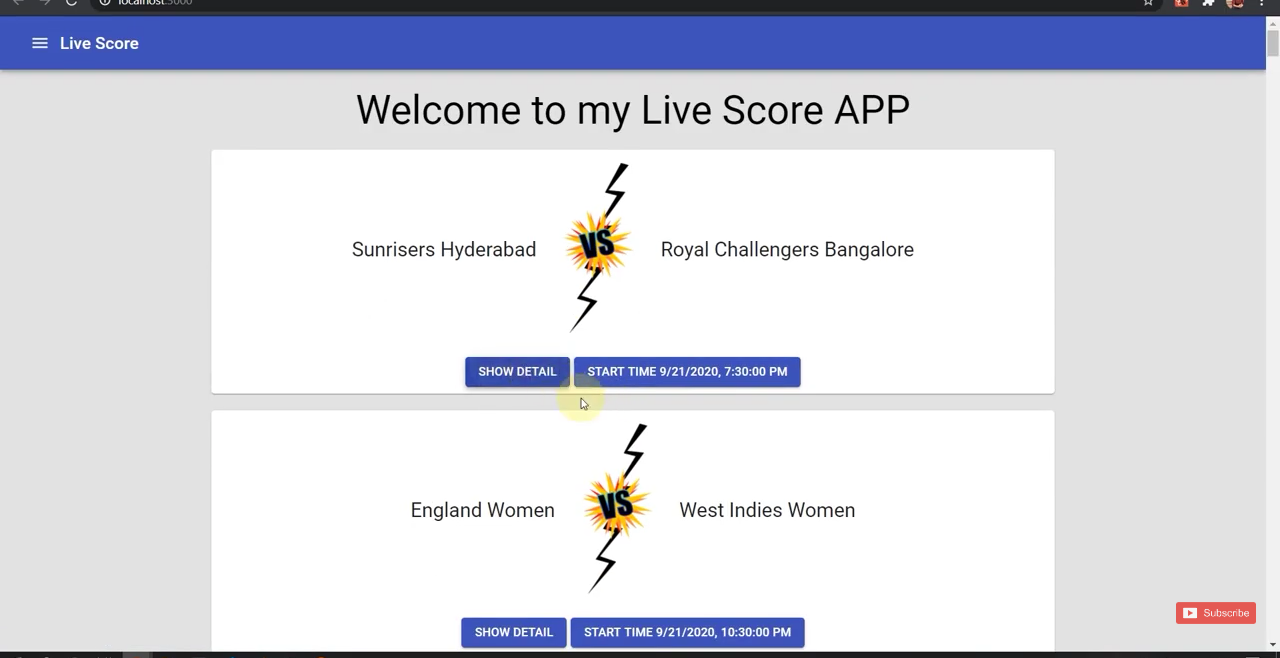 localhost:3000
Live Score
Welcome to my Live Score APP
Sunrisers Hyderabad VS Royal Challengers Bangalore
SHOW DETAIL START TIME 9/21/2020, 7:30:00 PM
England Women VS West Indies Women
SHOW DETAIL START TIME 9/21/2020, 10:30:00 PM
Subscribe